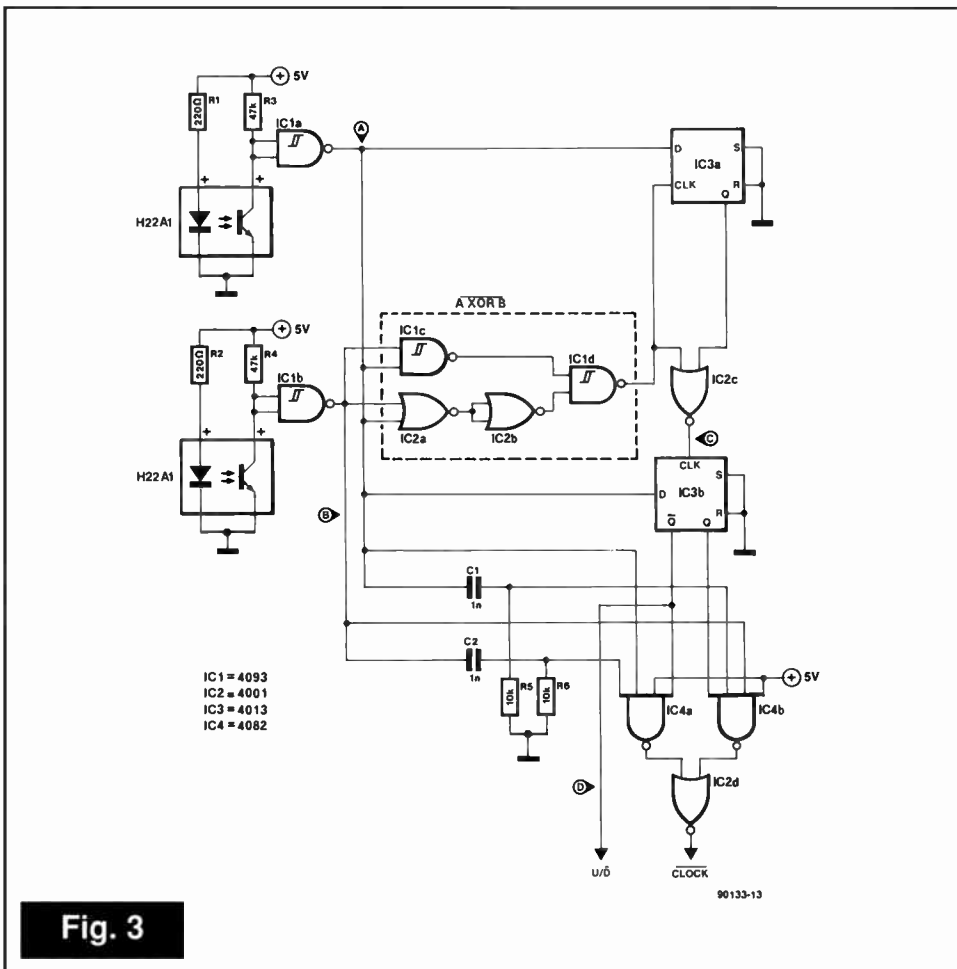 5V
R1
220Ω
R3
47k
IC1a
A
H22A1
+
+
D
CLK
IC3a
S
R
Q
5V
R2
220Ω
R4
47k
IC1b
H22A1
+
+
A XOR B
IC1c
IC1d
IC2a
IC2b
IC2c
C
CLK
D
IC3b
S
R
Q̅
Q
B
C1
1n
C2
1n
R5
10k
R6
10k
5V
IC4a
IC4b
IC2d
D
U/D̅
CLOCK
IC1 = 4093
IC2 = 4001
IC3 = 4013
IC4 = 4082
90133-13
Fig. 3